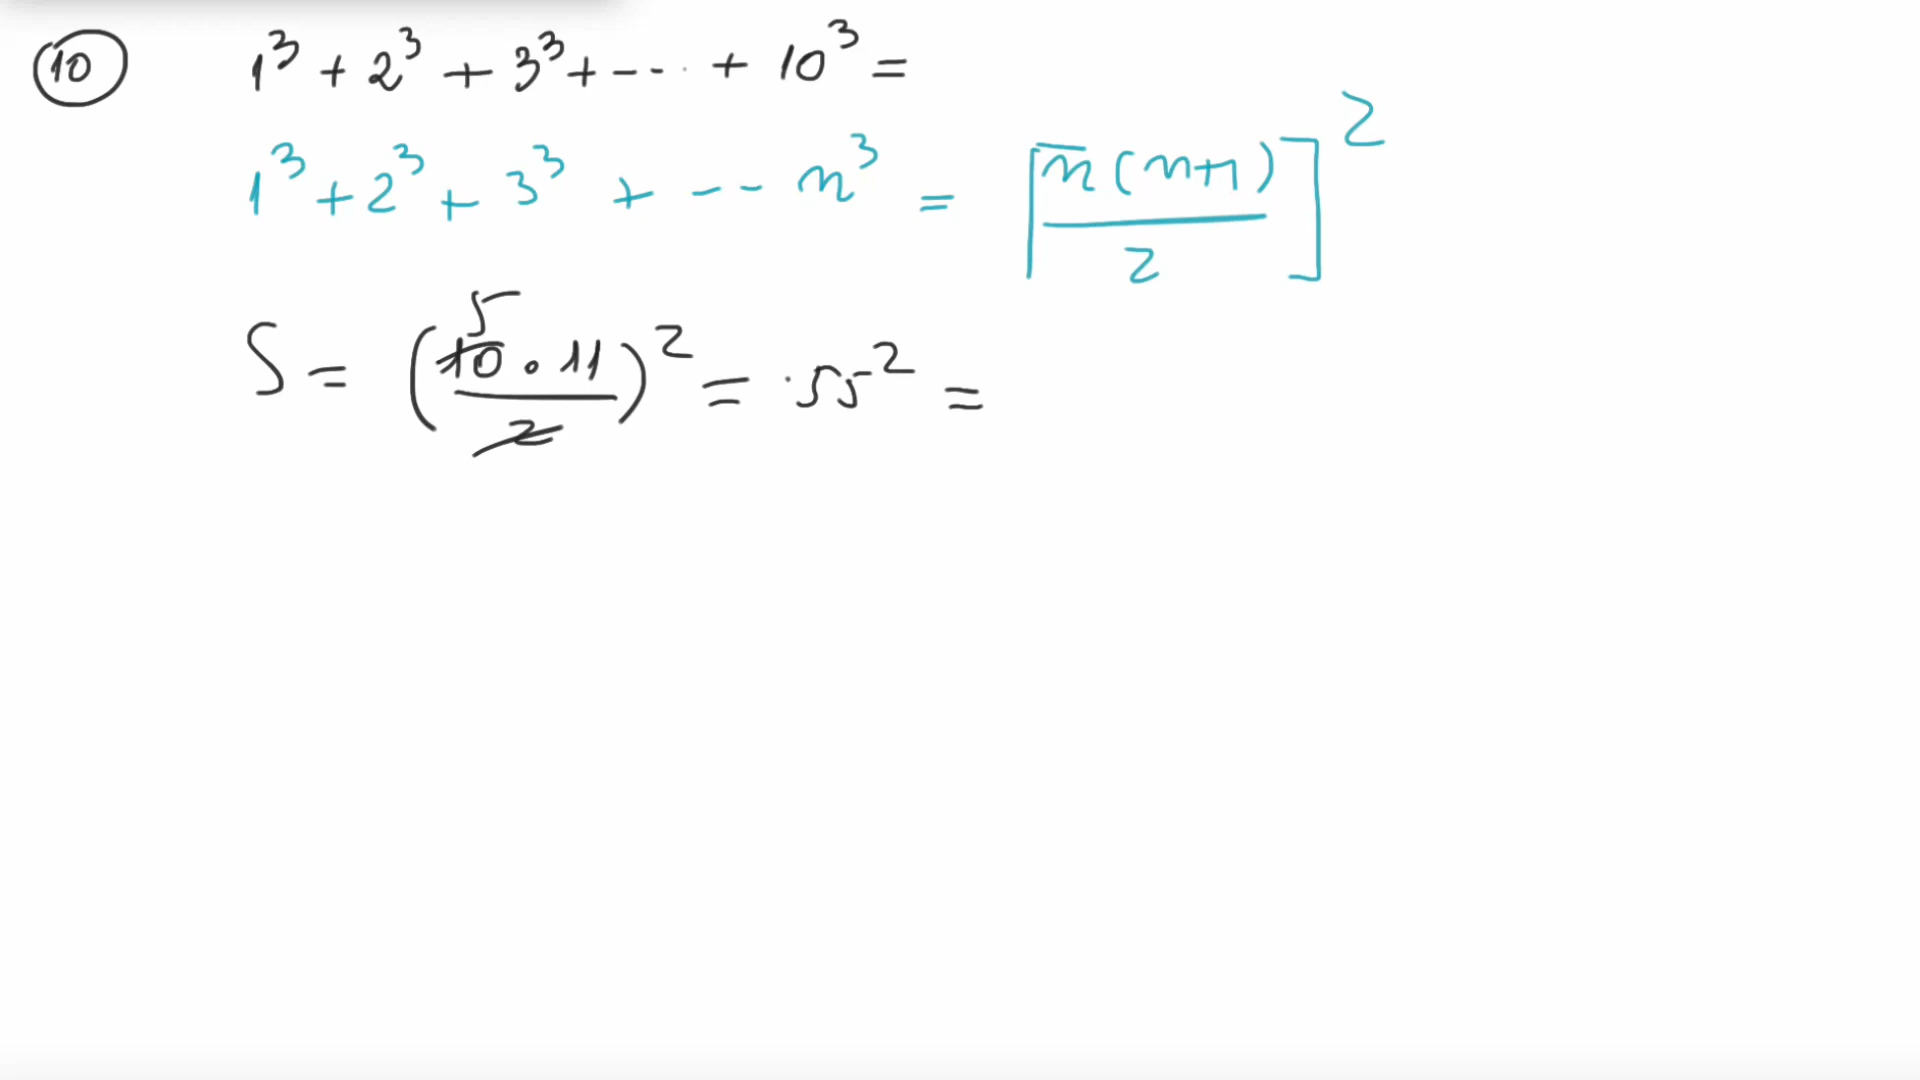 10 1³ + 2³ + 3³ + --- + 10³ =
1³ + 2³ + 3³ + -- n³ = [n(n+1)/2]²
S = (10 · 11/2)² = 55² =
5